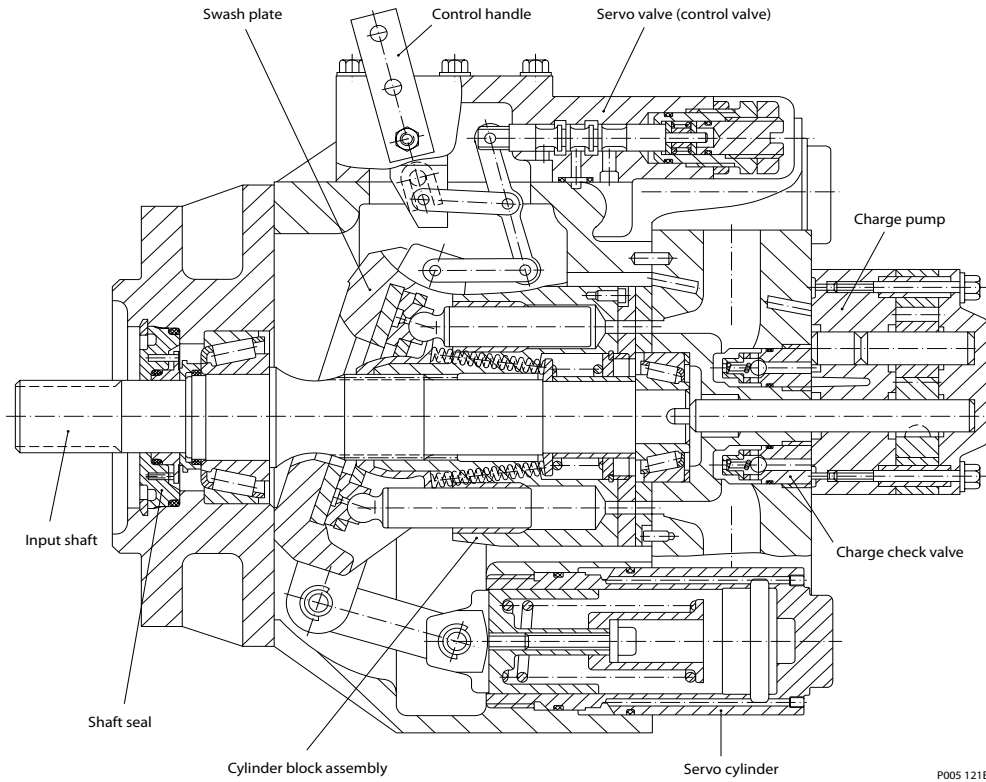 Swash plate
Control handle
Servo valve (control valve)
Charge pump
Input shaft
Charge check valve
Shaft seal
Cylinder block assembly
Servo cylinder
P005 121E